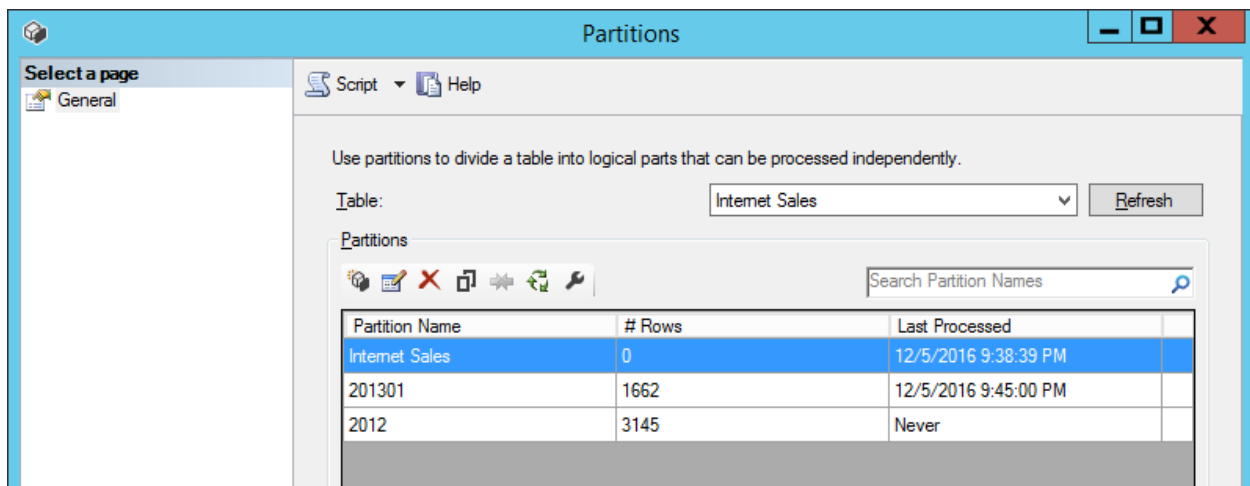 Partitions
Select a page
General
Script Help
Use partitions to divide a table into logical parts that can be processed independently.
Table: Internet Sales Refresh
Partitions
Search Partition Names
Partition Name # Rows Last Processed
Internet Sales 0 12/5/2016 9:38:39 PM
201301 1662 12/5/2016 9:45:00 PM
2012 3145 Never